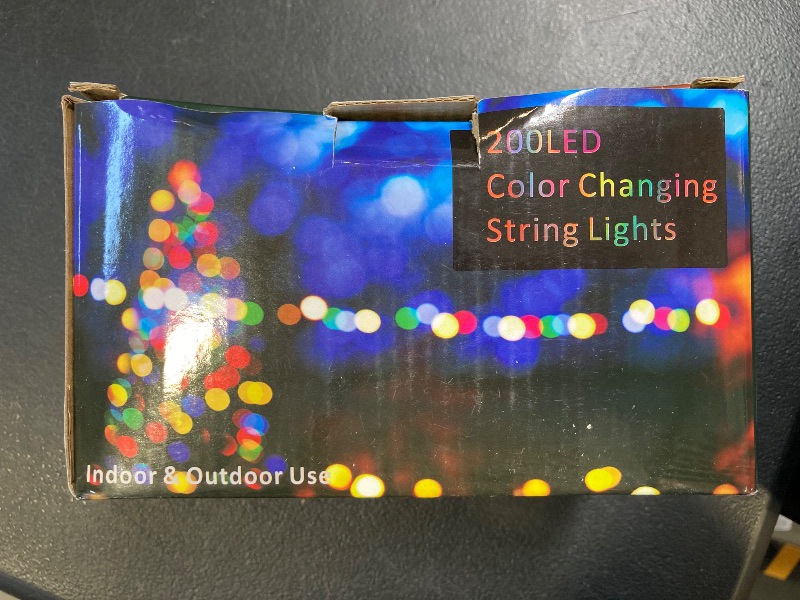 200LED
Color Changing
String Lights
Indoor & Outdoor Use